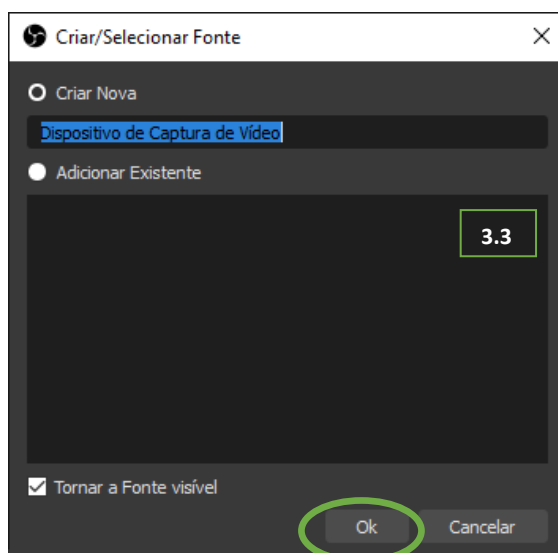 Criar/Selecionar Fonte
Criar Nova
Dispositivo de Captura de Vídeo
Adicionar Existente
3.3
Tornar a Fonte visível
Ok Cancelar